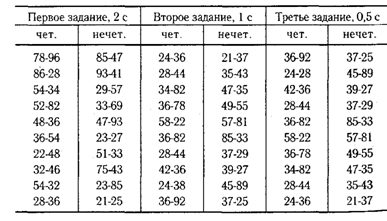 Первое задание, 2 с Второе задание, 1 с Третье задание, 0,5 с
чет. нечет. чет. нечет. чет. нечет.
78-96 85-47 24-36 21-37 36-92 37-25
86-28 93-41 28-44 35-43 24-28 45-89
54-34 29-57 34-82 47-35 42-36 39-27
52-82 33-69 36-78 49-55 28-44 37-29
48-36 47-93 58-22 57-81 36-82 85-33
36-54 23-27 36-82 85-33 58-22 57-81
22-48 51-33 28-44 37-29 36-78 49-55
32-46 75-43 42-36 39-27 34-82 47-35
54-32 23-85 24-38 45-89 28-44 35-43
28-36 21-25 36-92 37-25 24-36 21-37